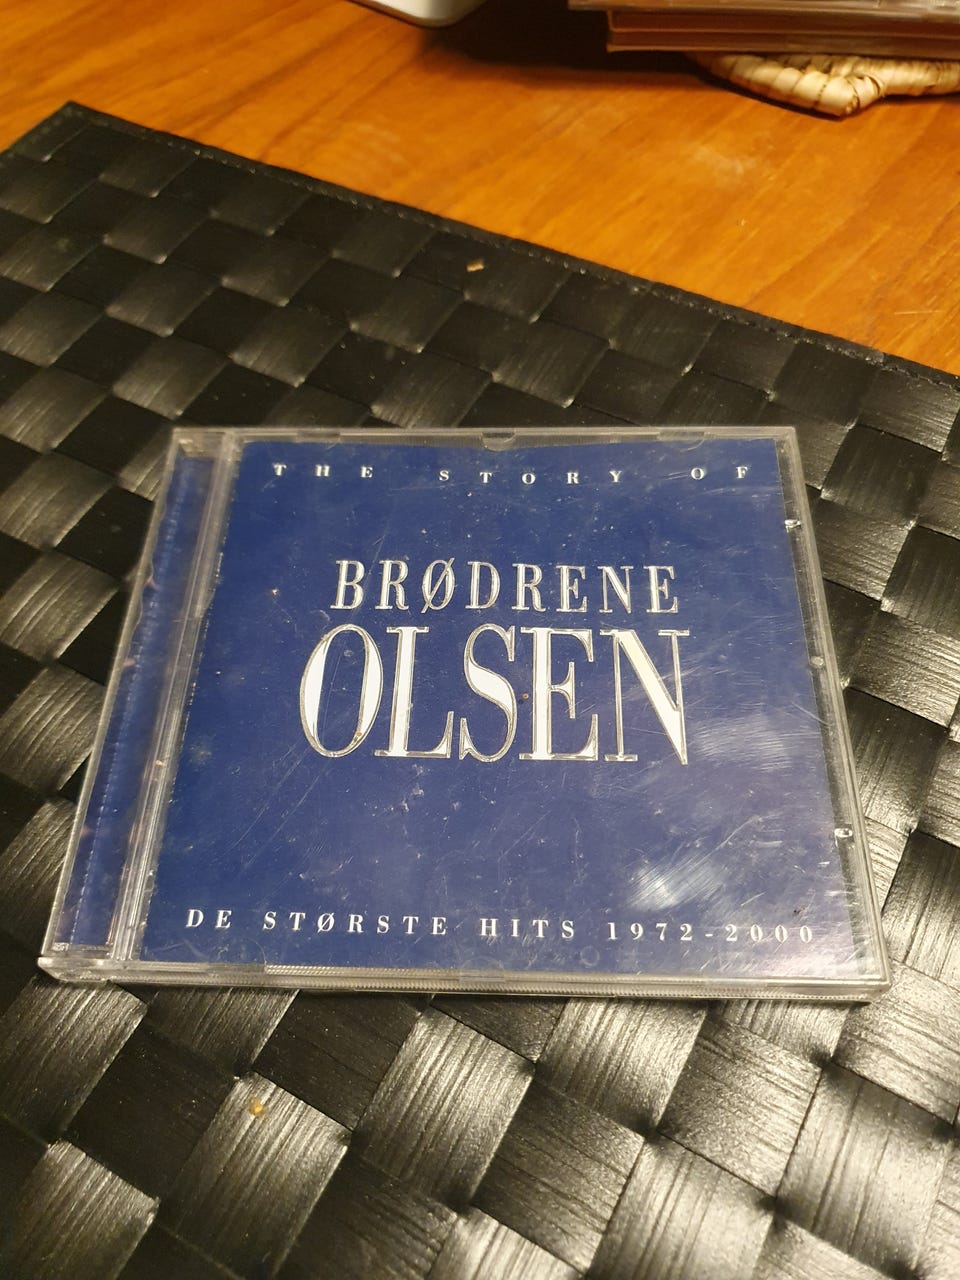 THE STORY OF
BRØDRENE
OLSEN
DE STØRSTE HITS 1972-2000